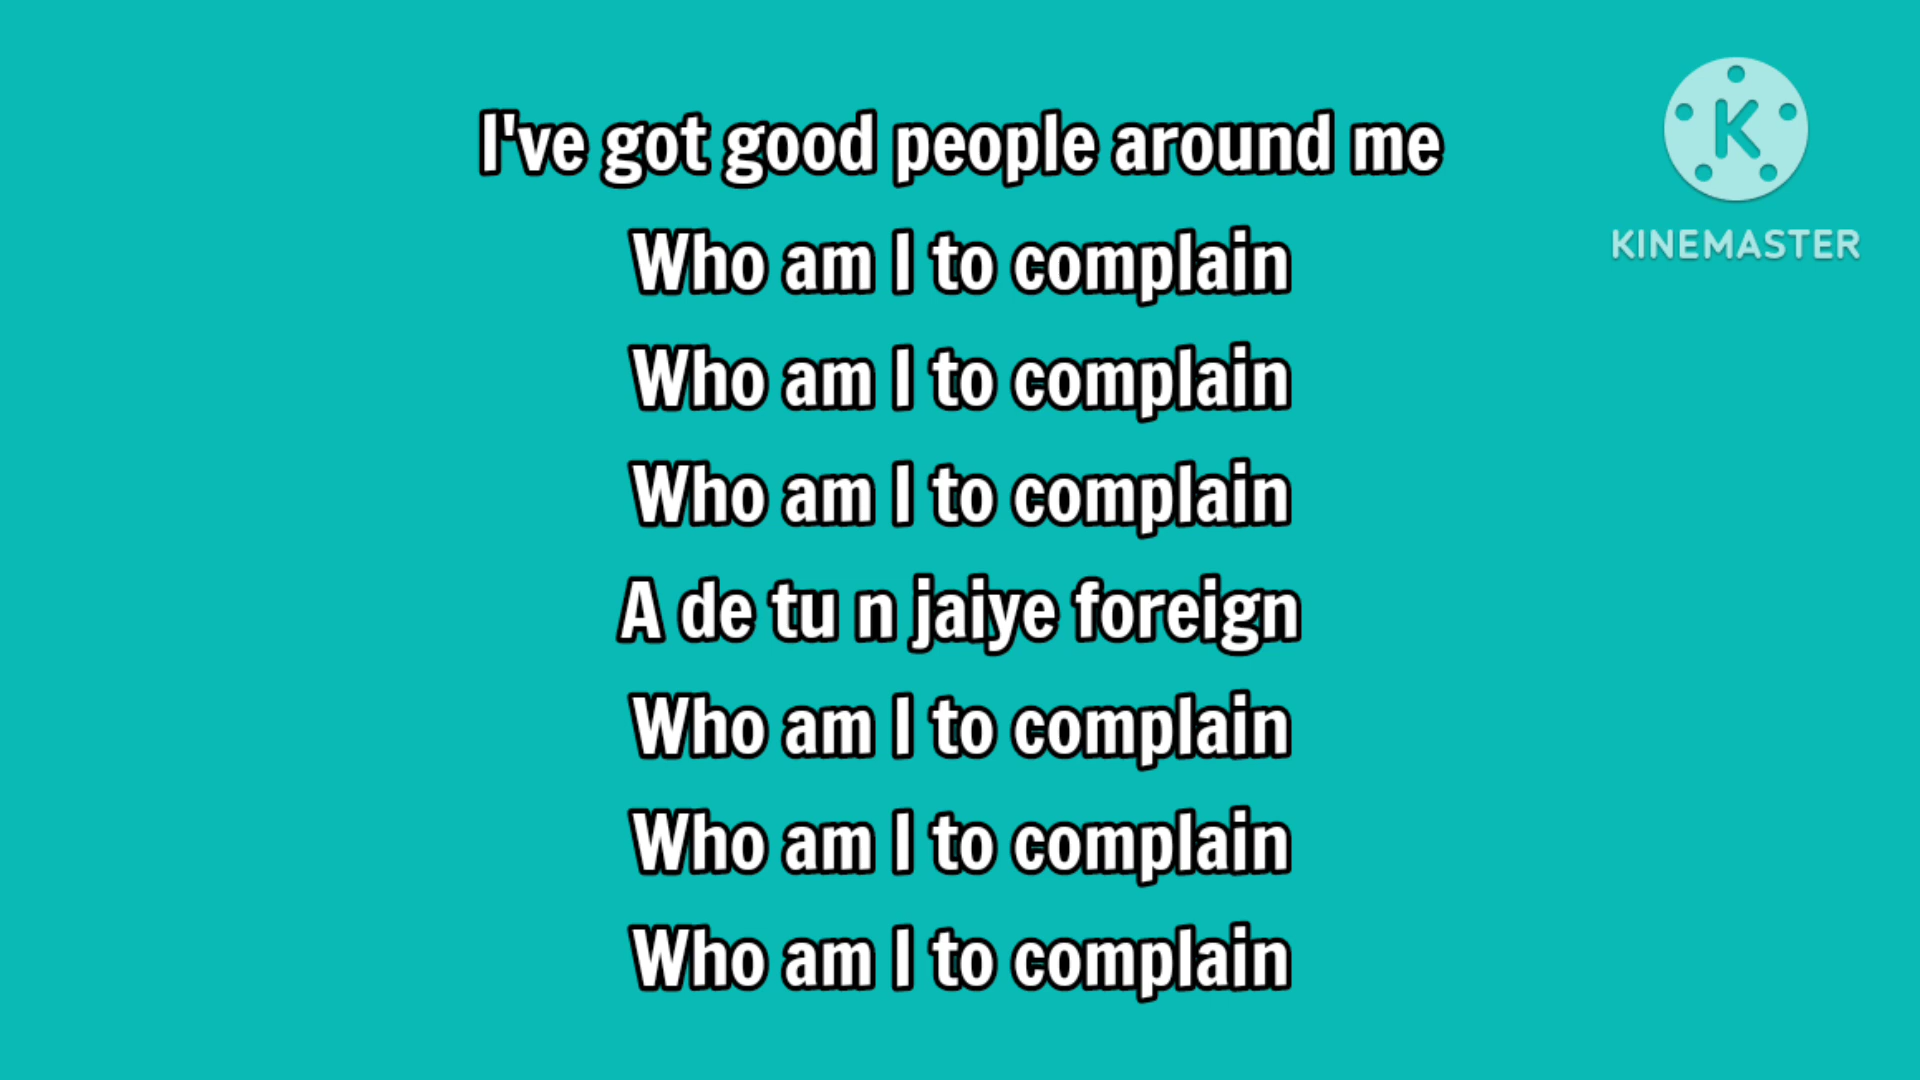 I've got good people around me
Who am I to complain
Who am I to complain
Who am I to complain
A de tu n jaiye foreign
Who am I to complain
Who am I to complain
Who am I to complain
K
KINEMASTER